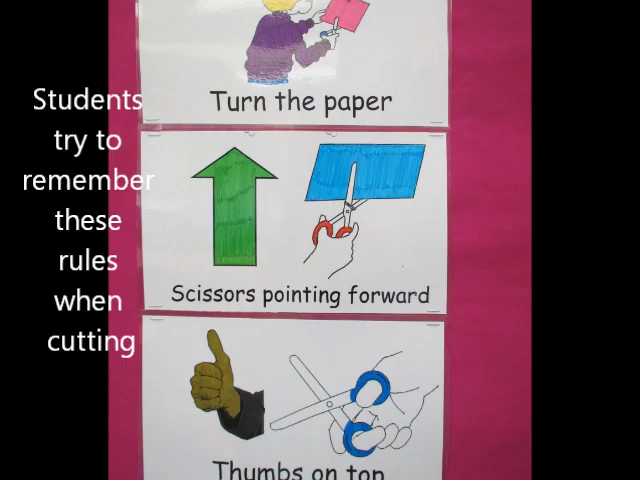 Turn the paper
Students
try to
remember
these
rules
when
cutting
Scissors pointing forward
Thumbs on top